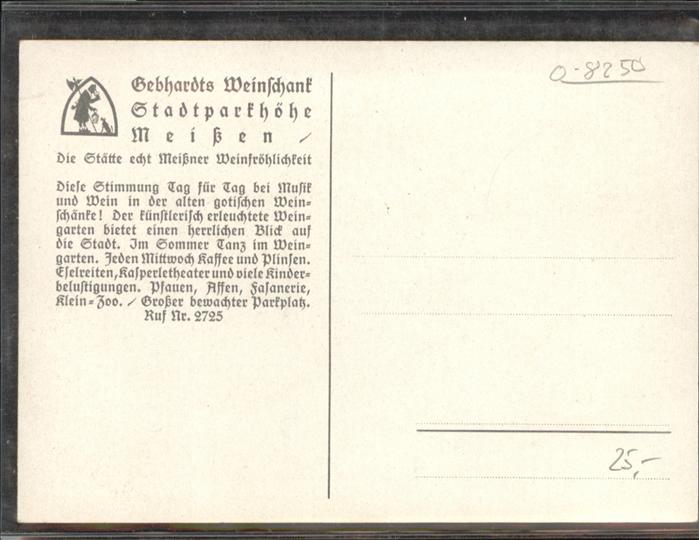 Gebhardts Weinschank
Stadtparkhöhe
Meißen
Die Stätte echt Meißner Weinfröhlichkeit
Diese Stimmung Tag für Tag bei Musik
und Wein in der alten gotischen Wein=
schänke! Der künstlerisch erleuchtete Wein=
garten bietet einen herrlichen Blick auf
die Stadt. Im Sommer Tanz im Wein=
garten. Jeden Mittwoch Kaffee und Plinsen.
Eselreiten, Kasperletheater und viele Kinder=
belustigungen. Pfauen, Affen, Fasanerie,
Klein=Zoo. / Großer bewachter Parkplatz.
Ruf Nr. 2725
O-8250
25,-